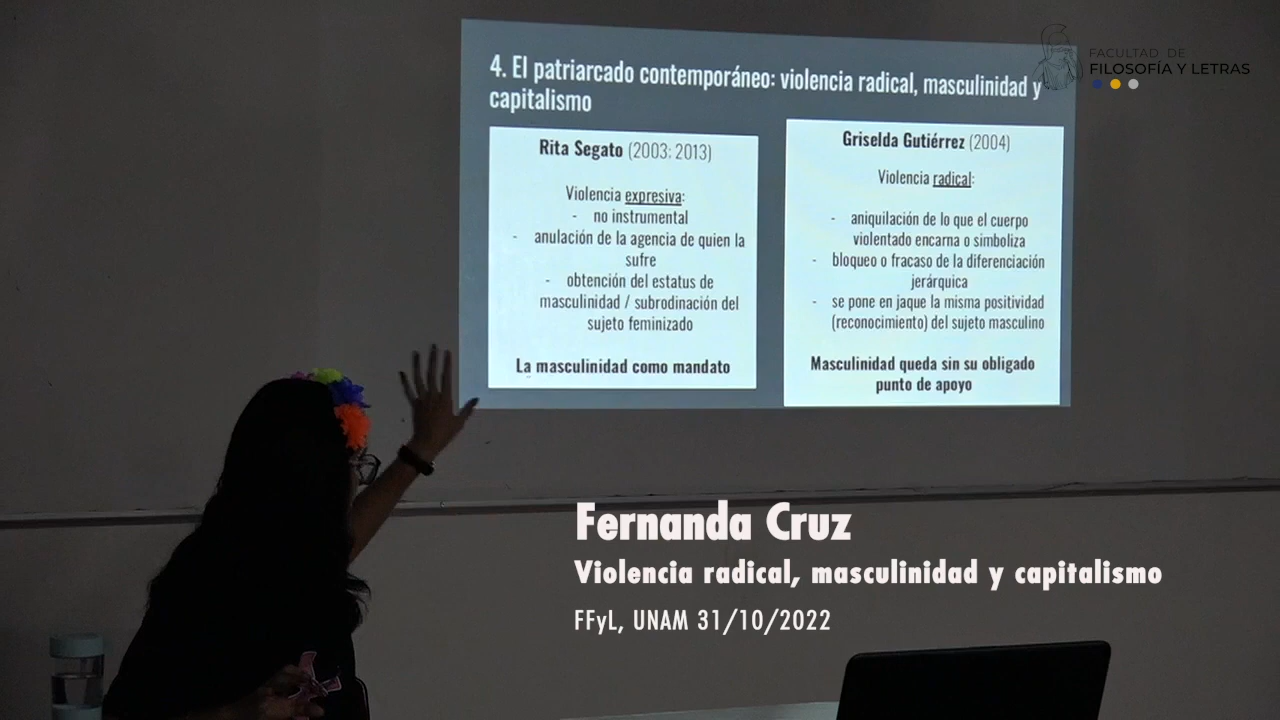 4. El patriarcado contemporáneo: violencia radical, masculinidad y
capitalismo
Rita Segato (2003; 2013)
Violencia expresiva:
- no instrumental
- anulación de la agencia de quien la
sufre
- obtención del estatus de
masculinidad / subrodinación del
sujeto feminizado
La masculinidad como mandato
Griselda Gutiérrez (2004)
Violencia radical:
- aniquilación de lo que el cuerpo
violentado encarna o simboliza
- bloqueo o fracaso de la diferenciación
jerárquica
- se pone en jaque la misma positividad
(reconocimiento) del sujeto masculino
Masculinidad queda sin su obligado
punto de apoyo
FACULTAD DE
FILOSOFÍA Y LETRAS
Fernanda Cruz
Violencia radical, masculinidad y capitalismo
FFyL, UNAM 31/10/2022